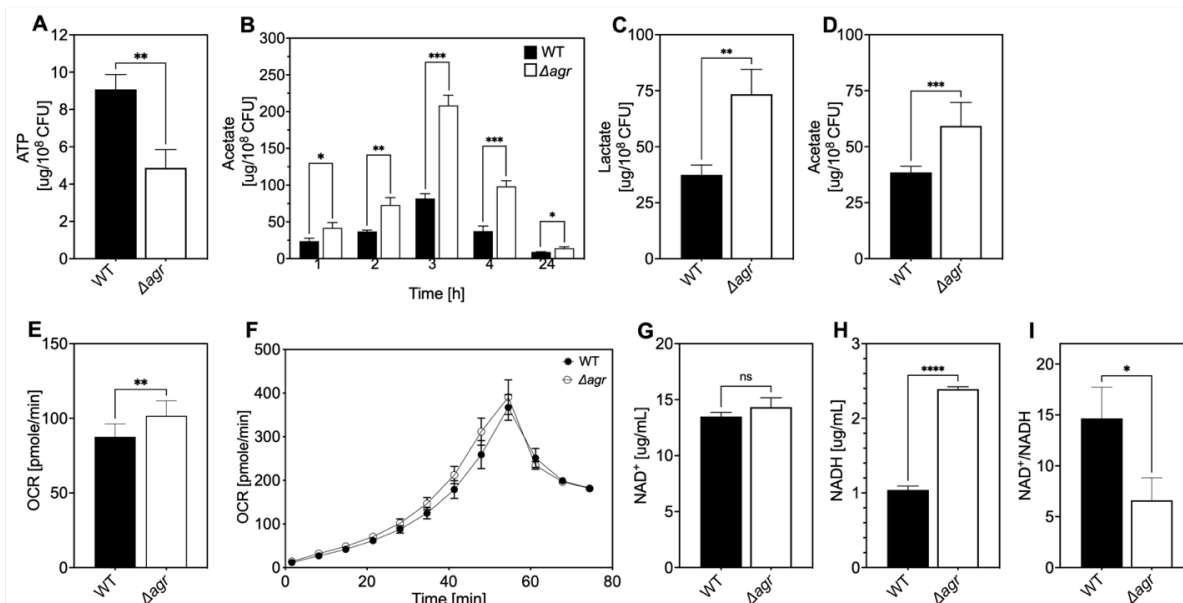 A
ATP
[ug/10⁸ CFU]
12
10
8
6
4
2
0
**
WT
Δagr
B
Acetate
[ug/10⁸ CFU]
300
250
200
150
100
50
0
*
**
***
***
*
WT
Δagr
1 2 3 4 24
Time [h]
C
Lactate
[ug/10⁸ CFU]
100
75
50
25
0
**
WT
Δagr
D
Acetate
[ug/10⁸ CFU]
100
75
50
25
0
***
WT
Δagr
E
OCR [pmole/min]
150
100
50
0
**
WT
Δagr
F
OCR [pmole/min]
500
400
300
200
100
0
WT
Δagr
0 20 40 60 80
Time [min]
G
NAD⁺ [ug/mL]
20
15
10
5
0
ns
WT
Δagr
H
NADH [ug/mL]
3
2
1
0
****
WT
Δagr
I
NAD⁺/NADH
20
15
10
5
0
*
WT
Δagr